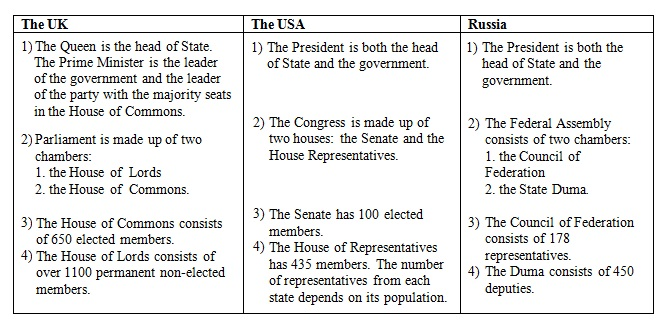 The UK
1) The Queen is the head of State.
The Prime Minister is the leader
of the government and the leader
of the party with the majority seats
in the House of Commons.
2) Parliament is made up of two
chambers:
1. the House of Lords
2. the House of Commons.
3) The House of Commons consists
of 650 elected members.
4) The House of Lords consists of
over 1100 permanent non-elected
members.
The USA
1) The President is both the head
of State and the government.
2) The Congress is made up of
two houses: the Senate and the
House Representatives.
3) The Senate has 100 elected
members.
4) The House of Representatives
has 435 members. The number
of representatives from each
state depends on its population.
Russia
1) The President is both the
head of State and the
government.
2) The Federal Assembly
consists of two chambers:
1. the Council of
Federation
2. the State Duma.
3) The Council of Federation
consists of 178
representatives.
4) The Duma consists of 450
deputies.